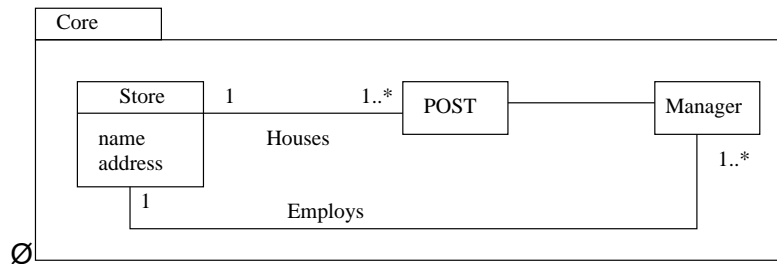 Core
Store
1
1..*
POST
Manager
name
address
Houses
1..*
1
Employs
Ø